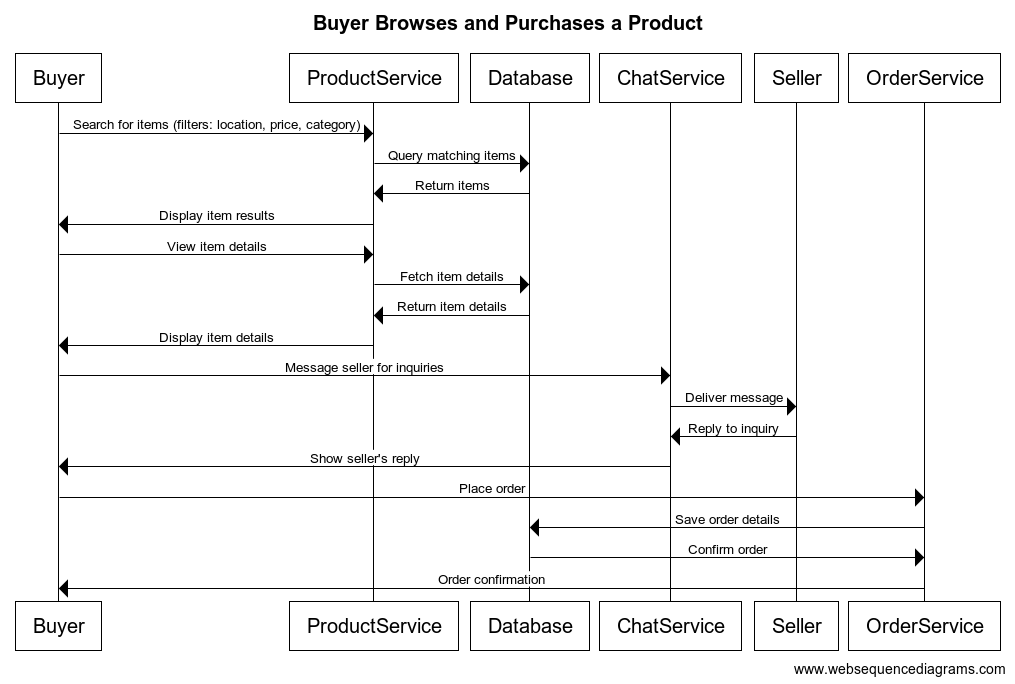 Buyer Browses and Purchases a Product
Buyer
ProductService
Database
ChatService
Seller
OrderService
Search for items (filters: location, price, category)
Query matching items
Return items
Display item results
View item details
Fetch item details
Return item details
Display item details
Message seller for inquiries
Deliver message
Reply to inquiry
Show seller's reply
Place order
Save order details
Confirm order
Order confirmation
Buyer
ProductService
Database
ChatService
Seller
OrderService
www.websequencediagrams.com